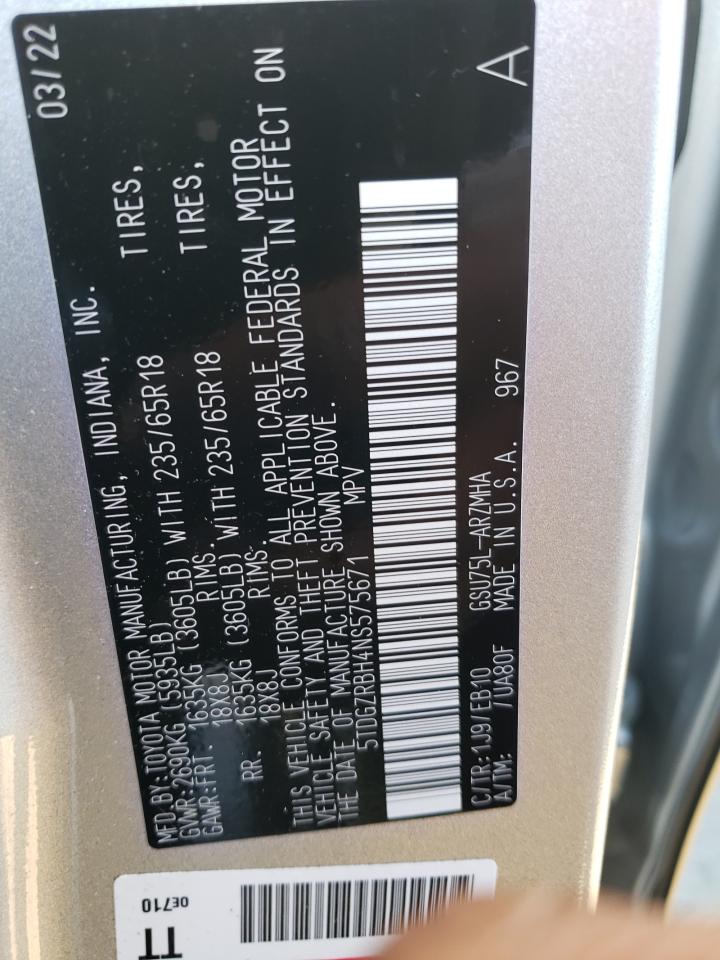 MFD.BY:TOYOTA MOTOR MANUFACTURING, INDIANA, INC. 03/22
GVWR:2690KG (5935LB)
GAWR:FRT. 1635KG (3605LB) WITH 235/65R18 TIRES,
18X8J RIMS.
RR. 1635KG (3605LB) WITH 235/65R18 TIRES,
18X8J RIMS.
THIS VEHICLE CONFORMS TO ALL APPLICABLE FEDERAL MOTOR
VEHICLE SAFETY AND THEFT PREVENTION STANDARDS IN EFFECT ON
THE DATE OF MANUFACTURE SHOWN ABOVE.
5TDGZRBH4NS575671 MPV
C/TR:1J9/EB10 GSU75L-ARZMHA
A/TM: /UA80F MADE IN U.S.A. 967 A
0E710
TT